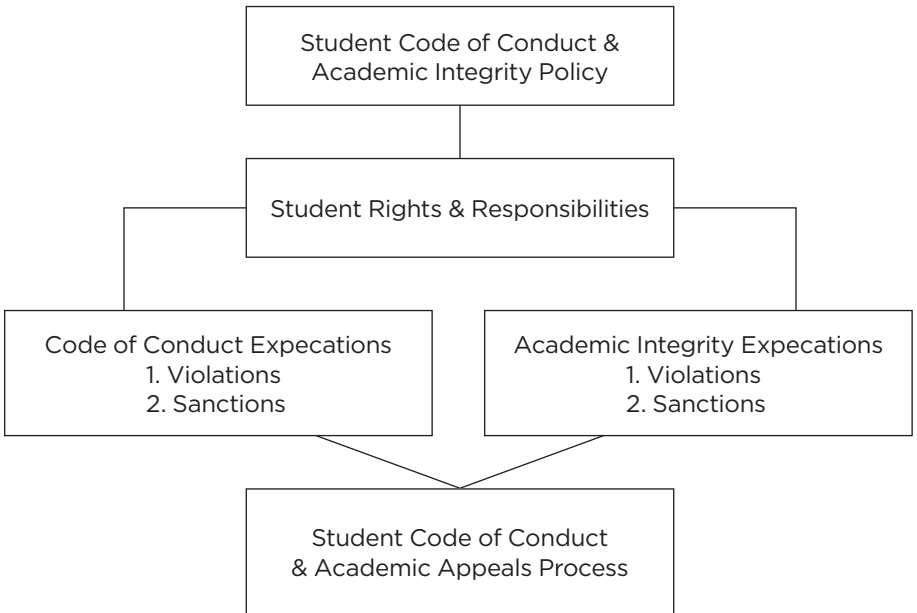 Student Code of Conduct &
Academic Integrity Policy
Student Rights & Responsibilities
Code of Conduct Expecations
1. Violations
2. Sanctions
Academic Integrity Expecations
1. Violations
2. Sanctions
Student Code of Conduct
& Academic Appeals Process